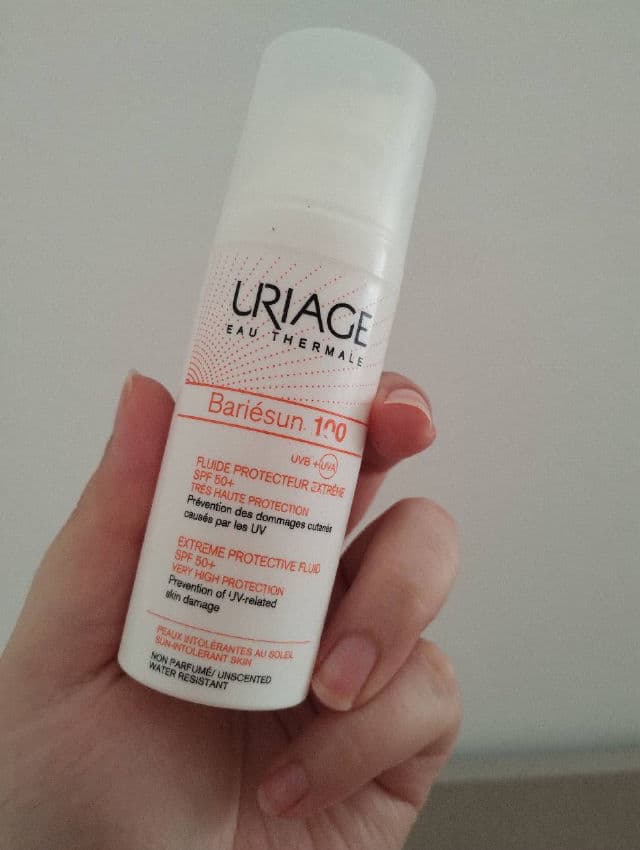 URIAGE
EAU THERMALE
Bariésun 100
UVB + UVA
FLUIDE PROTECTEUR EXTRÊME
SPF 50+
TRÈS HAUTE PROTECTION
Prévention des dommages cutanés
causés par les UV
EXTREME PROTECTIVE FLUID
SPF 50+
VERY HIGH PROTECTION
Prevention of UV-related
skin damage
PEAUX INTOLÉRANTES AU SOLEIL
SUN-INTOLERANT SKIN
NON PARFUMÉ/ UNSCENTED
WATER RESISTANT